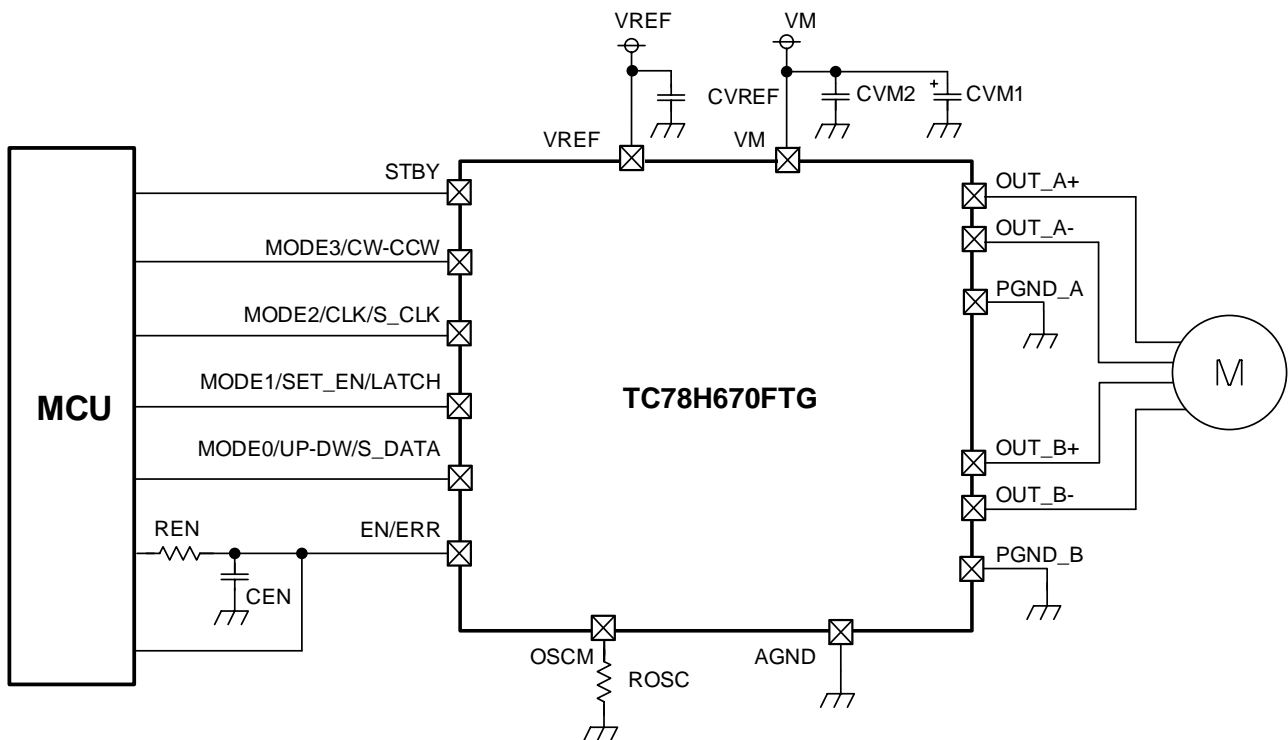 VREF
VM
CVREF
CVM2
+
CVM1
VREF
VM
STBY
OUT_A+
MODE3/CW-CCW
OUT_A-
MODE2/CLK/S_CLK
PGND_A
MCU
MODE1/SET_EN/LATCH
TC78H670FTG
M
MODE0/UP-DW/S_DATA
OUT_B+
OUT_B-
REN
EN/ERR
PGND_B
CEN
OSCM
ROSC
AGND